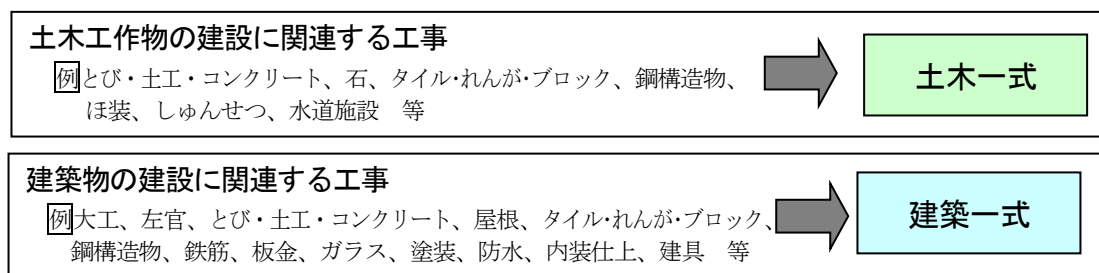 土木工作物の建設に関連する工事
例とび・土工・コンクリート、石、タイル・れんが・ブロック、鋼構造物、
ほ装、しゅんせつ、水道施設　等
土木一式
建築物の建設に関連する工事
例大工、左官、とび・土工・コンクリート、屋根、タイル・れんが・ブロック、
鋼構造物、鉄筋、板金、ガラス、塗装、防水、内装仕上、建具　等
建築一式